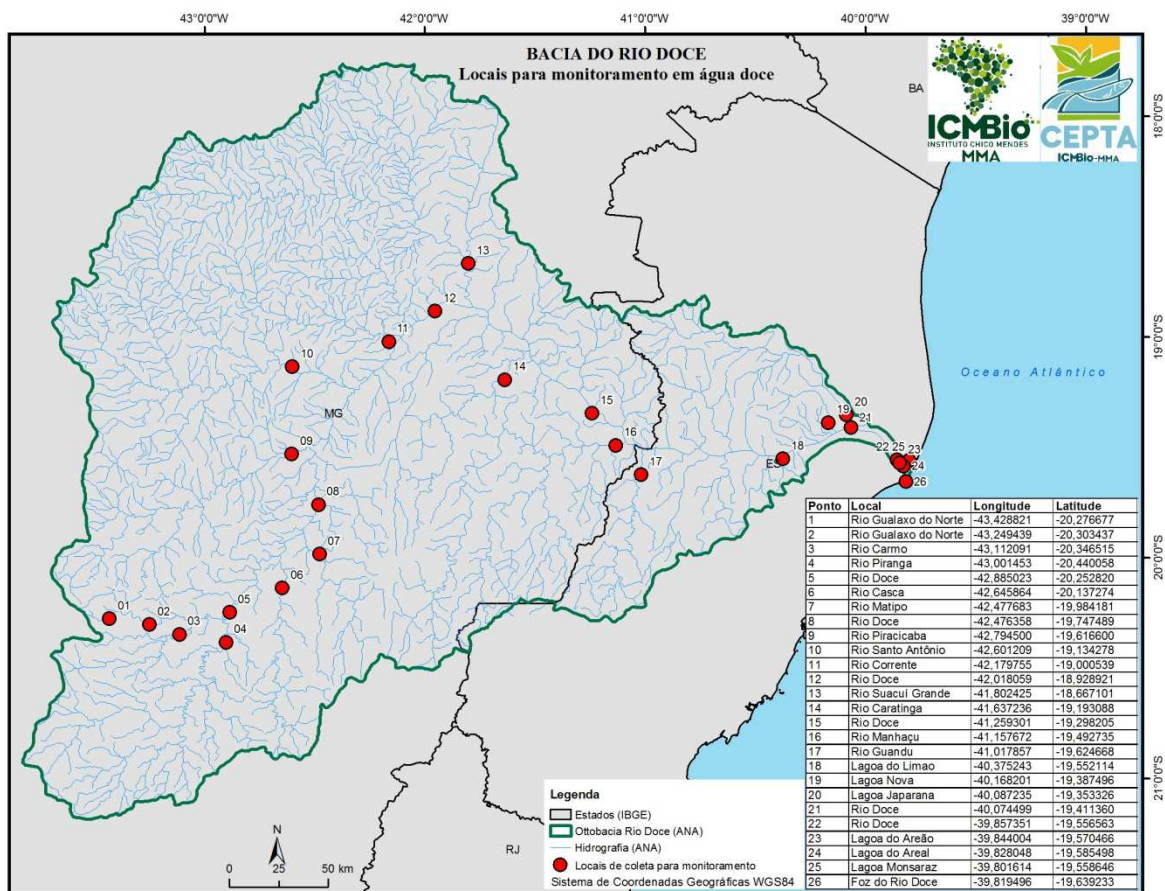 43°0'0"W 42°0'0"W 41°0'0"W 40°0'0"W 39°0'0"W
BACIA DO RIO DOCE
Locais para monitoramento em água doce
BA
ICMBio
INSTITUTO CHICO MENDES
MMA
CEPTA
ICMBio-MMA
18°0'0"S
19°0'0"S
20°0'0"S
21°0'0"S
Oceano Atlântico
MG
ES
RJ
01
02
03
04
05
06
07
08
09
10
11
12
13
14
15
16
17
18
19
20
21
22
25
23
24
26
Ponto Local Longitude Latitude
1 Rio Gualaxo do Norte -43,428821 -20,276677
2 Rio Gualaxo do Norte -43,249439 -20,303437
3 Rio Carmo -43,112091 -20,346515
4 Rio Piranga -43,001453 -20,440058
5 Rio Doce -42,885023 -20,252820
6 Rio Casca -42,645864 -20,137274
7 Rio Matipo -42,477683 -19,984181
8 Rio Doce -42,476358 -19,747489
9 Rio Piracicaba -42,794500 -19,616600
10 Rio Santo Antônio -42,601209 -19,134278
11 Rio Corrente -42,179755 -19,000539
12 Rio Doce -42,018059 -18,928921
13 Rio Suacuí Grande -41,802425 -18,667101
14 Rio Caratinga -41,637236 -19,193088
15 Rio Doce -41,259301 -19,298205
16 Rio Manhaçu -41,157672 -19,492735
17 Rio Guandu -41,017857 -19,624668
18 Lagoa do Limao -40,375243 -19,552114
19 Lagoa Nova -40,168201 -19,387496
20 Lagoa Japarana -40,087235 -19,353326
21 Rio Doce -40,074499 -19,411360
22 Rio Doce -39,857351 -19,556563
23 Lagoa do Areão -39,844004 -19,570466
24 Lagoa do Areal -39,828048 -19,585498
25 Lagoa Monsaraz -39,801614 -19,558646
26 Foz do Rio Doce -39,819496 -19,639233
Legenda
Estados (IBGE)
Ottobacia Rio Doce (ANA)
Hidrografia (ANA)
Locais de coleta para monitoramento
Sistema de Coordenadas Geográficas WGS84
N
0 25 50 km